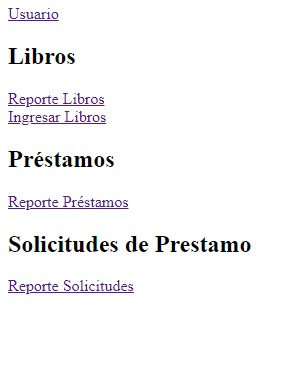 Usuario
Libros
Reporte Libros
Ingresar Libros
Préstamos
Reporte Préstamos
Solicitudes de Prestamo
Reporte Solicitudes